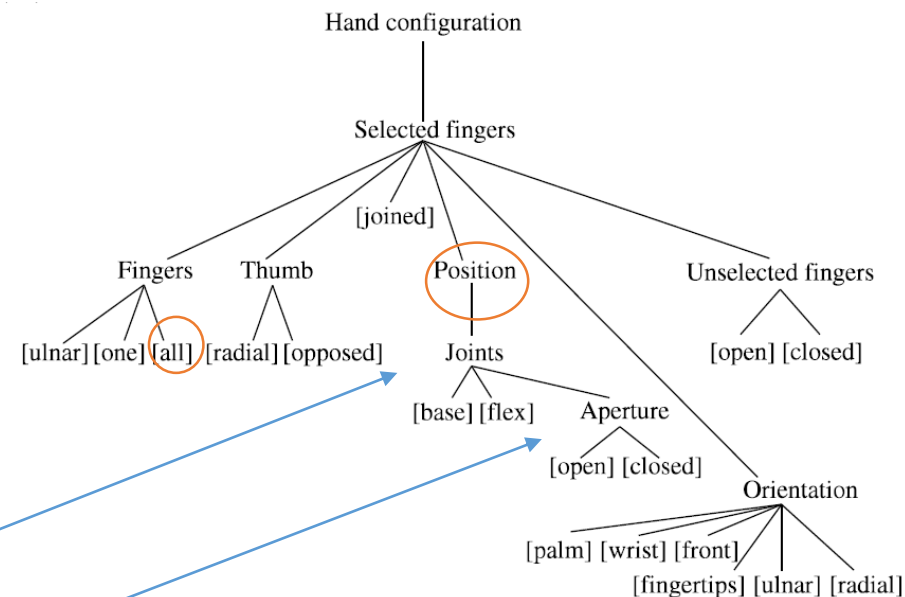 Hand configuration
Selected fingers
[joined]
Fingers Thumb Position Unselected fingers
[ulnar] [one] [all] [radial] [opposed] Joints [open] [closed]
[base] [flex] Aperture
[open] [closed]
Orientation
[palm] [wrist] [front]
[fingertips] [ulnar] [radial]